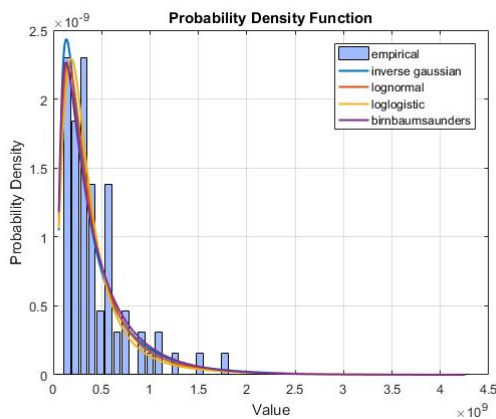 Probability Density Function
×10⁻⁹
2.5
2
1.5
1
0.5
0
Probability Density
empirical
inverse gaussian
lognormal
loglogistic
birnbaumsaunders
0 0.5 1 1.5 2 2.5 3 3.5 4 4.5
Value
×10⁹